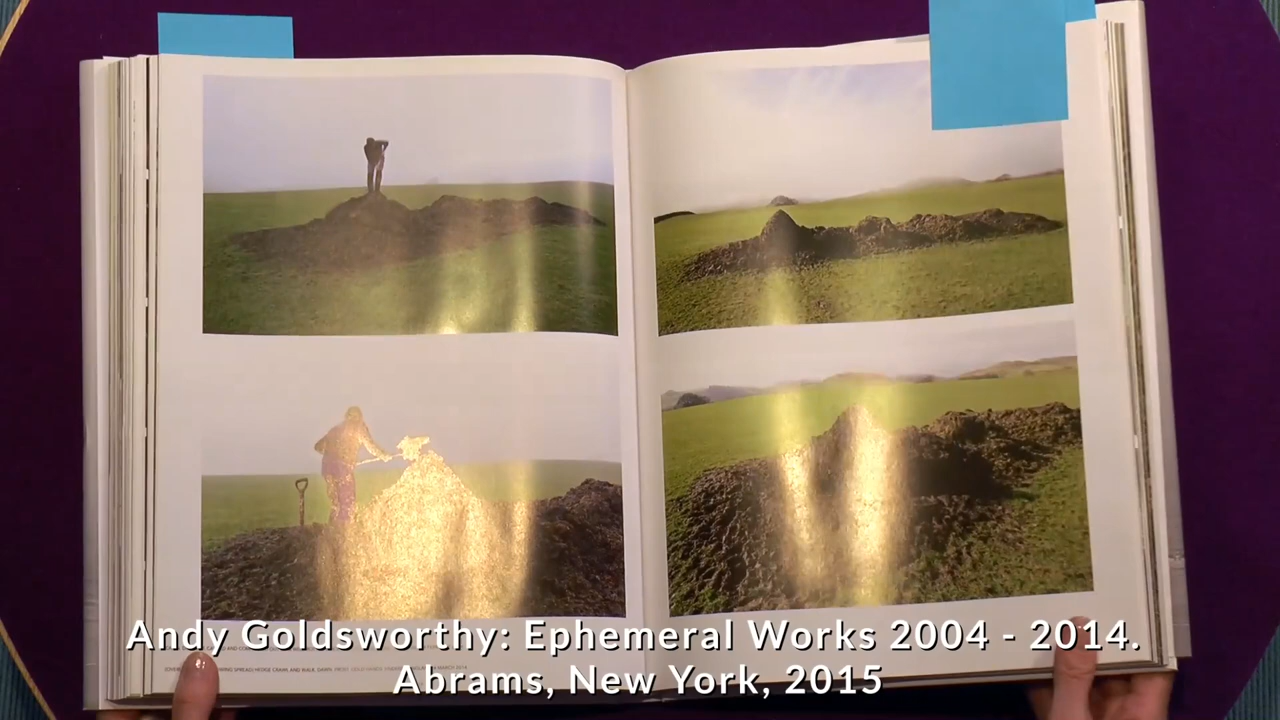 Andy Goldsworthy: Ephemeral Works 2004 - 2014.
Abrams, New York, 2015